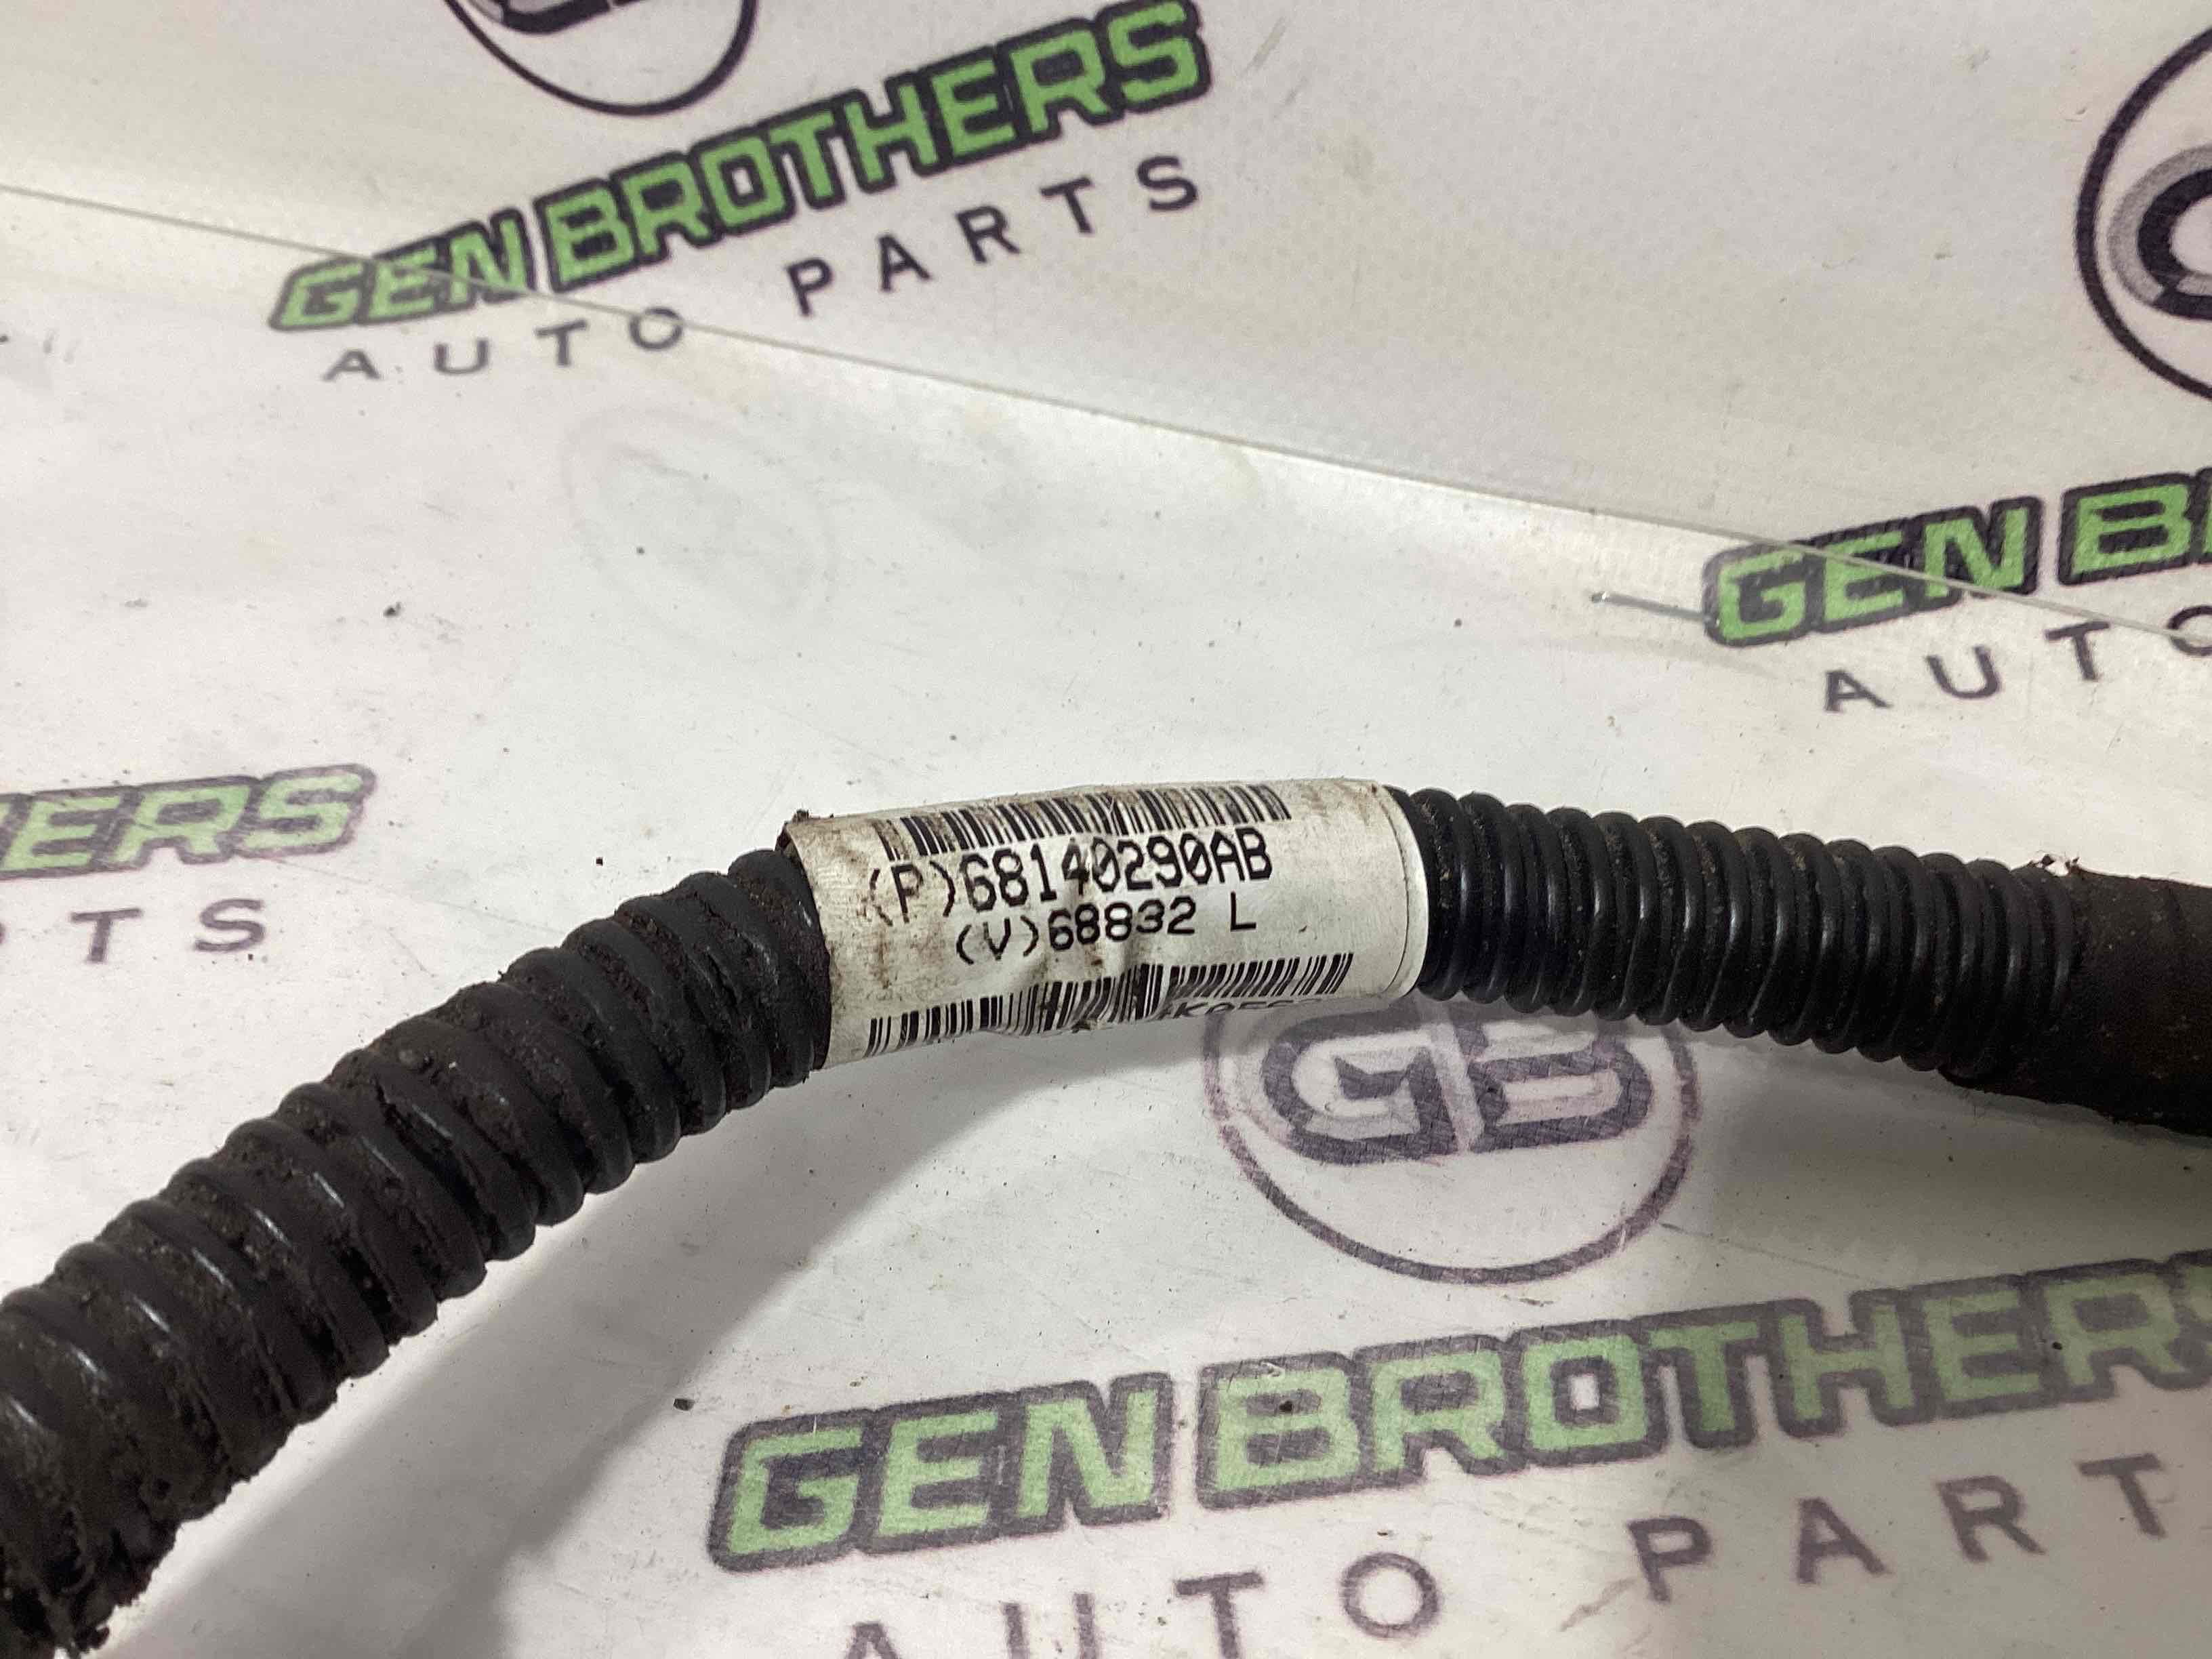 GEN BROTHERS
AUTO PARTS
GEN B
AUTO
ERS
TS
(P)68140290AB
(V)68832 L
GB
GEN BROTHERS
AUTO PART